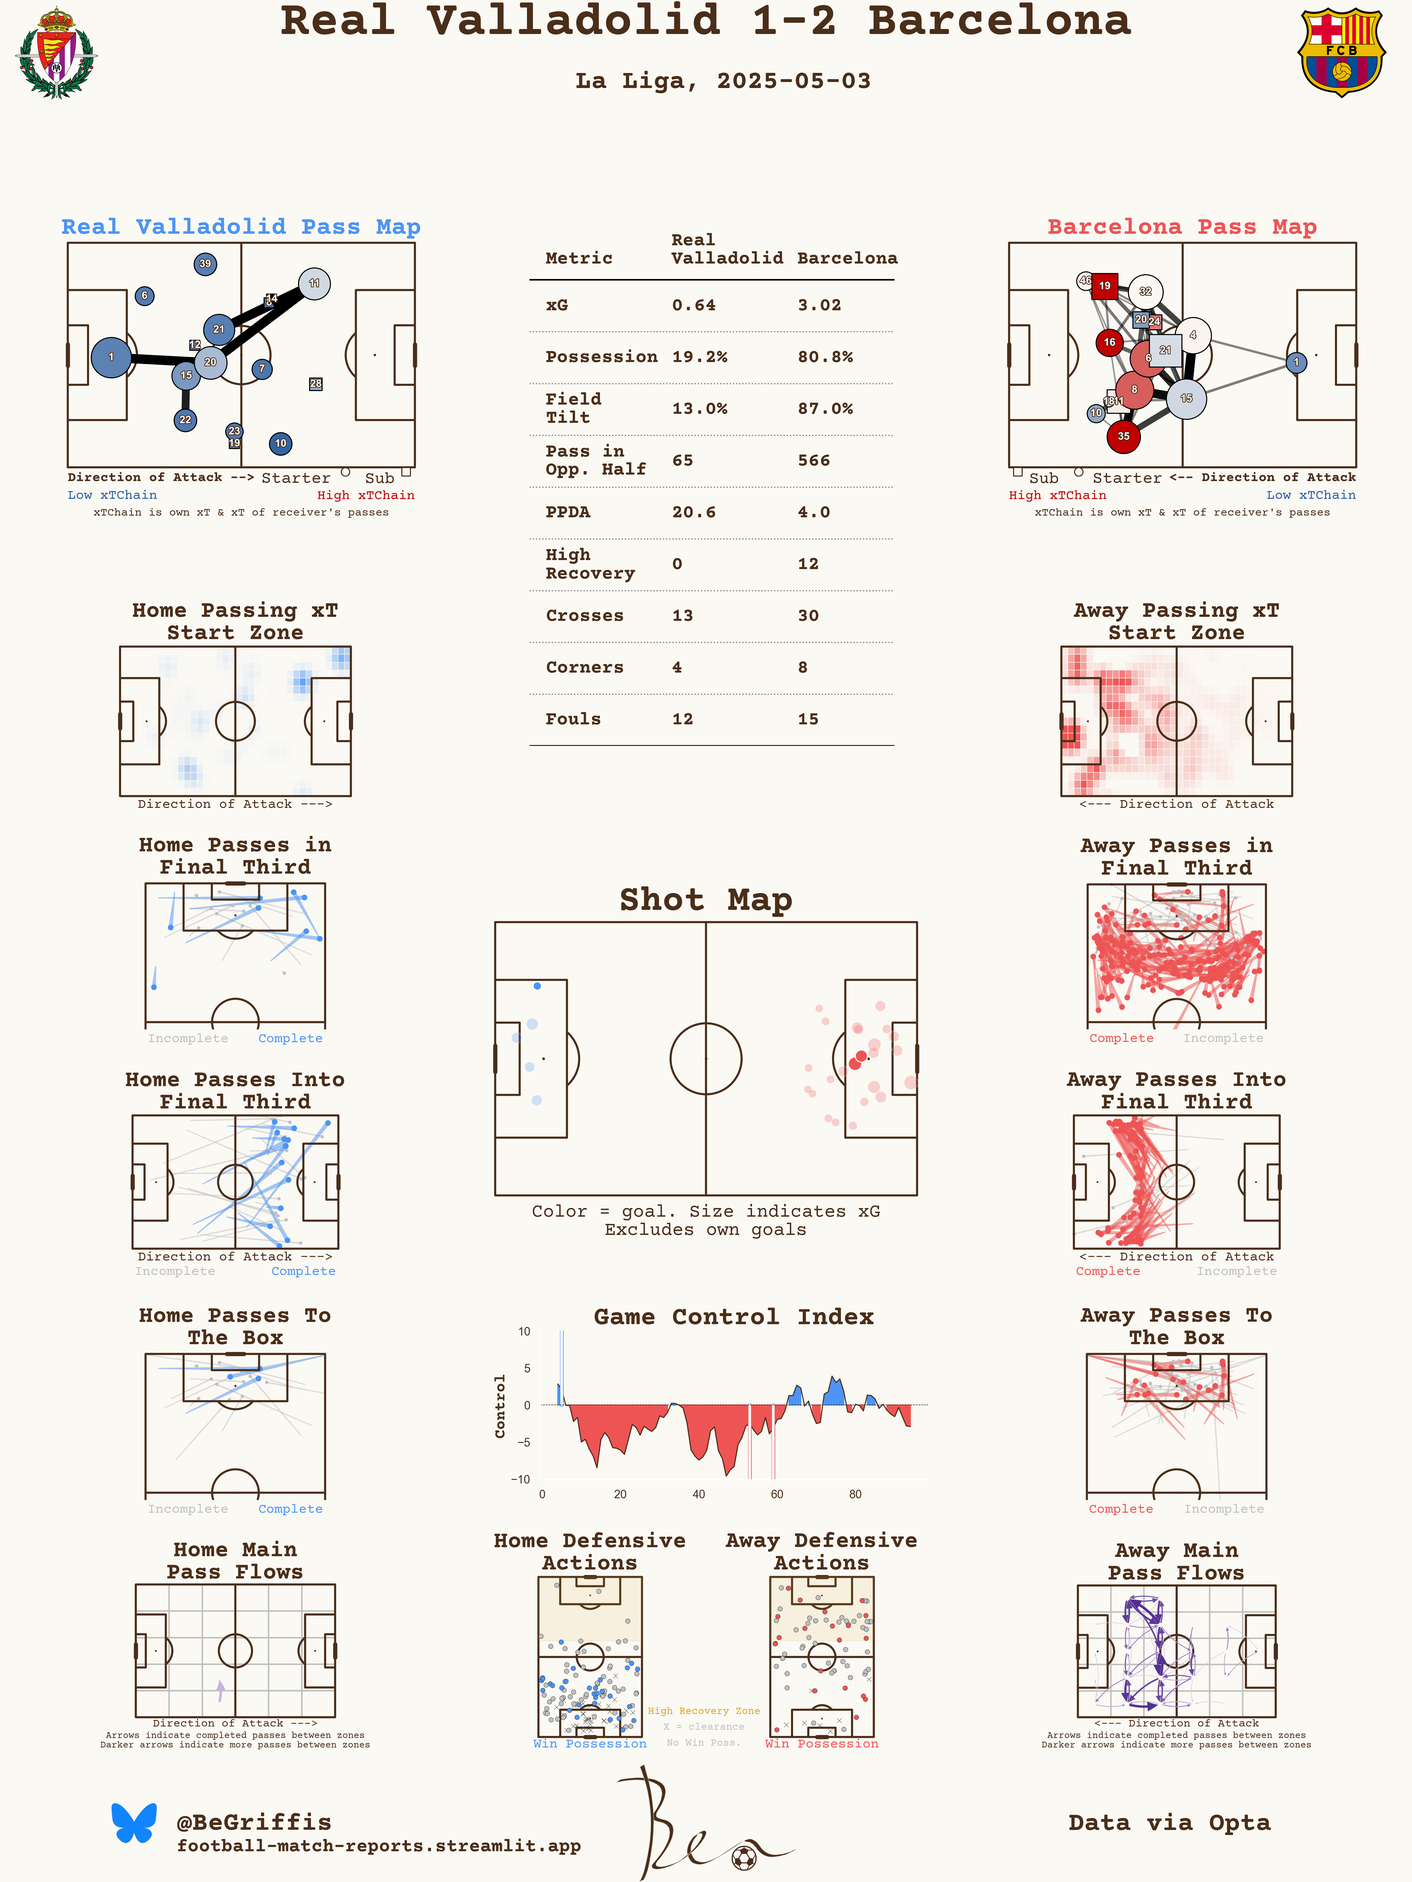 Real Valladolid 1-2 Barcelona
La Liga, 2025-05-03
FCB
Real Valladolid Pass Map
39
6
11
14
21
1
12
20
15
7
28
22
23
19
10
Direction of Attack --> Starter Sub
Low xTChain High xTChain
xTChain is own xT & xT of receiver's passes
Metric Real Valladolid Barcelona
xG 0.64 3.02
Possession 19.2% 80.8%
Field Tilt 13.0% 87.0%
Pass in Opp. Half 65 566
PPDA 20.6 4.0
High Recovery 0 12
Crosses 13 30
Corners 4 8
Fouls 12 15
Barcelona Pass Map
46
19
32
20
24
4
16
21
6
1
8
18
11
15
10
35
Sub Starter <-- Direction of Attack
High xTChain Low xTChain
xTChain is own xT & xT of receiver's passes
Home Passing xT
Start Zone
Direction of Attack --->
Away Passing xT
Start Zone
<--- Direction of Attack
Home Passes in
Final Third
Incomplete Complete
Away Passes in
Final Third
Complete Incomplete
Shot Map
Color = goal. Size indicates xG
Excludes own goals
Home Passes Into
Final Third
Direction of Attack --->
Incomplete Complete
Away Passes Into
Final Third
<--- Direction of Attack
Complete Incomplete
Home Passes To
The Box
Incomplete Complete
Game Control Index
Control
10
5
0
−5
−10
0 20 40 60 80
Away Passes To
The Box
Complete Incomplete
Home Main
Pass Flows
Direction of Attack --->
Arrows indicate completed passes between zones
Darker arrows indicate more passes between zones
Home Defensive
Actions
Win Possession
Away Defensive
Actions
Win Possession
High Recovery Zone
X = clearance
No Win Poss.
Away Main
Pass Flows
<--- Direction of Attack
Arrows indicate completed passes between zones
Darker arrows indicate more passes between zones
@BeGriffis
football-match-reports.streamlit.app
Ben
Data via Opta